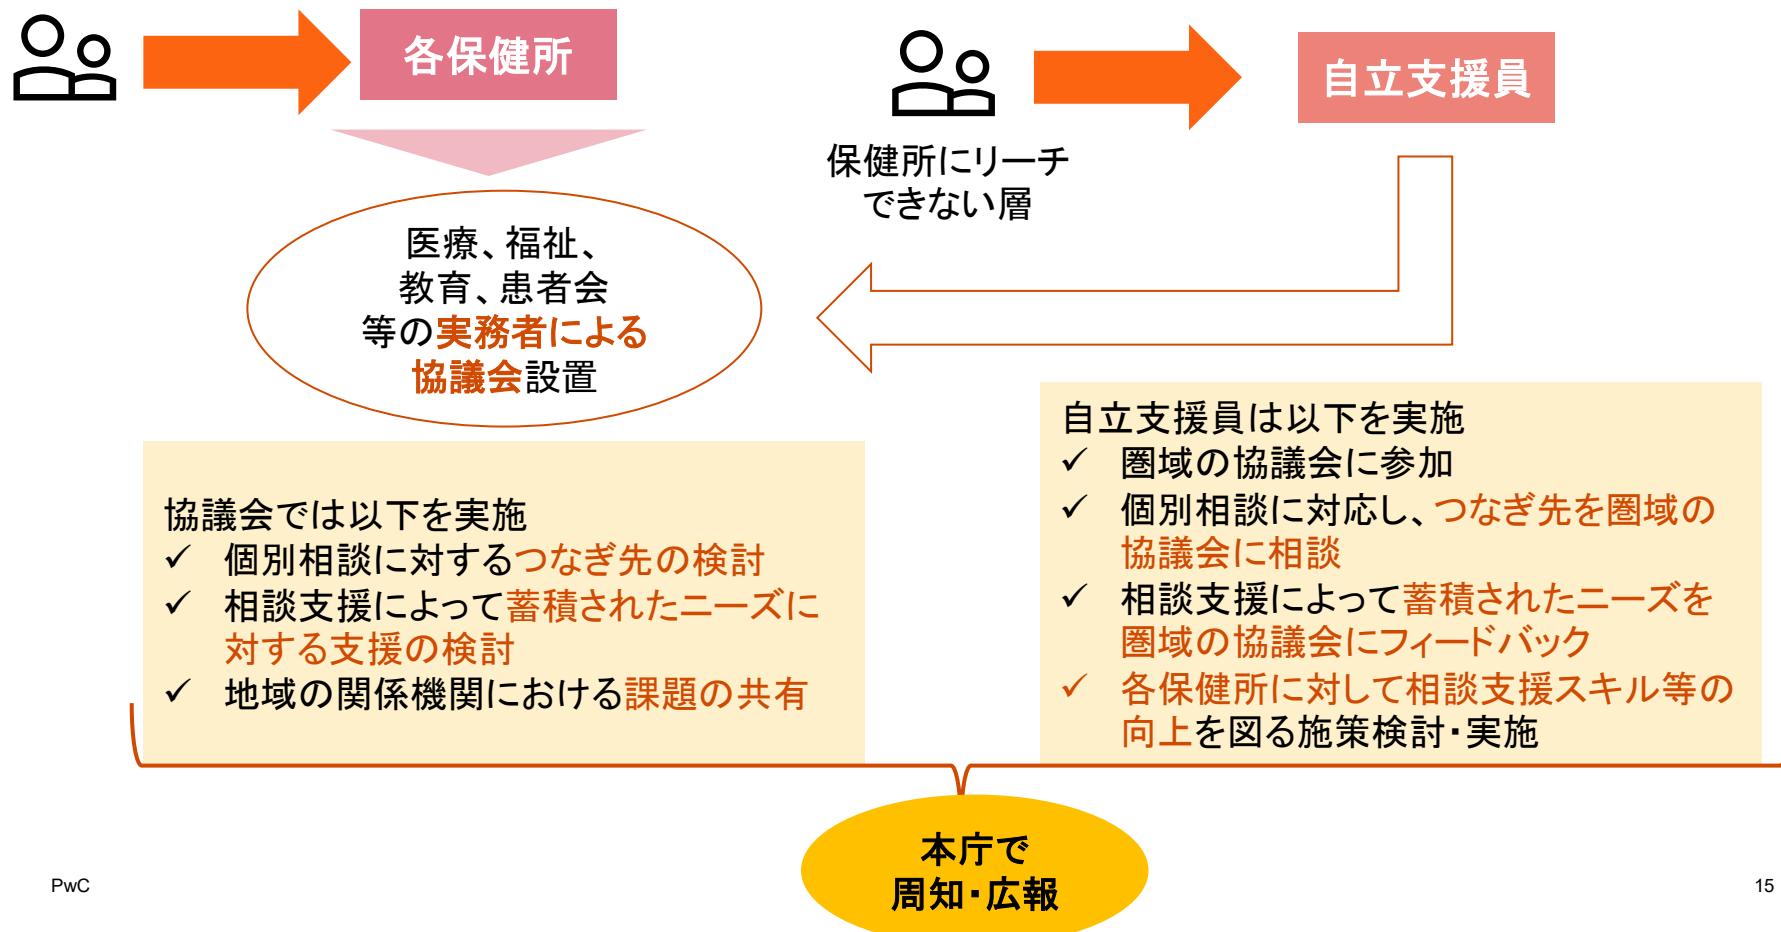 各保健所
自立支援員
保健所にリーチ
できない層
医療、福祉、
教育、患者会
等の実務者による
協議会設置
協議会では以下を実施
✓ 個別相談に対するつなぎ先の検討
✓ 相談支援によって蓄積されたニーズに
対する支援の検討
✓ 地域の関係機関における課題の共有
自立支援員は以下を実施
✓ 圏域の協議会に参加
✓ 個別相談に対応し、つなぎ先を圏域の
協議会に相談
✓ 相談支援によって蓄積されたニーズを
圏域の協議会にフィードバック
✓ 各保健所に対して相談支援スキル等の
向上を図る施策検討・実施
本庁で
周知・広報
PwC
15